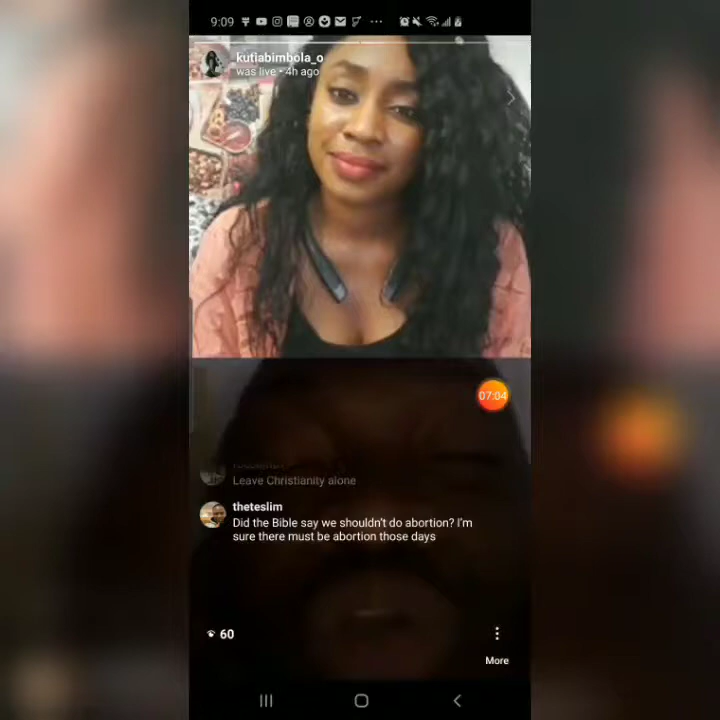 9:09
kutiabimbola_o
was live • 4h ago
07:04
Leave Christianity alone
theteslim
Did the Bible say we shouldn't do abortion? I'm
sure there must be abortion those days
60
More